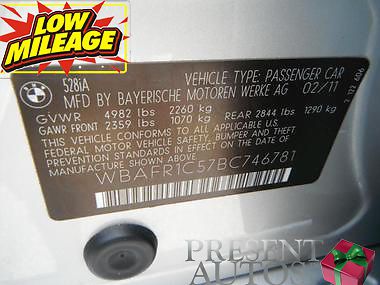 LOW
MILEAGE
BMW
528iA
VEHICLE TYPE: PASSENGER CAR
MFD BY BAYERISCHE MOTOREN WERKE AG 02/11
GVWR 4982 lbs 2260 kg
GAWR FRONT 2359 lbs 1070 kg REAR 2844 lbs 1290 kg
THIS VEHICLE CONFORMS TO ALL APPLICABLE
FEDERAL MOTOR VEHICLE SAFETY, BUMPER, AND
THEFT PREVENTION STANDARDS IN EFFECT ON THE DATE OF
MANUFACTURE SHOWN ABOVE
WBAFR1C57BC746781
PRESENT
AUTOS